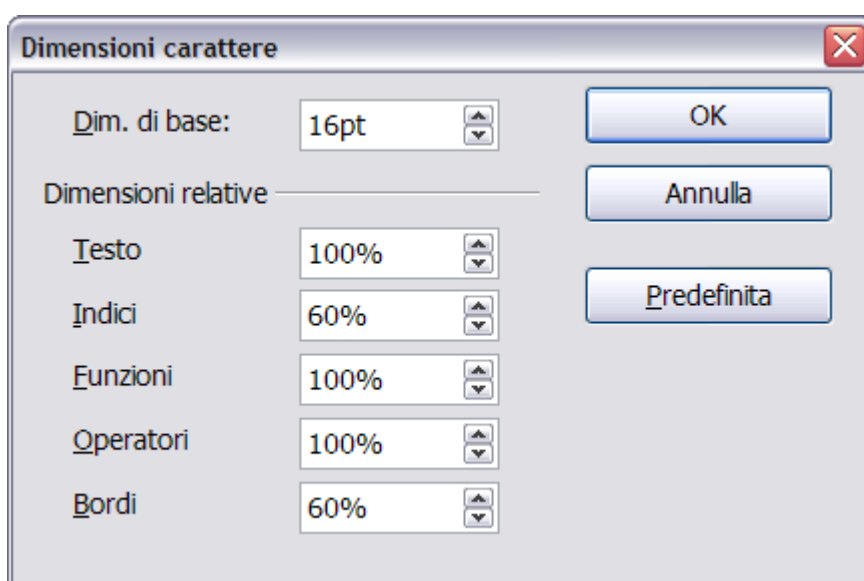 Dimensioni carattere
Dim. di base: 16pt OK
Dimensioni relative Annulla
Testo 100%
Predefinita
Indici 60%
Funzioni 100%
Operatori 100%
Bordi 60%